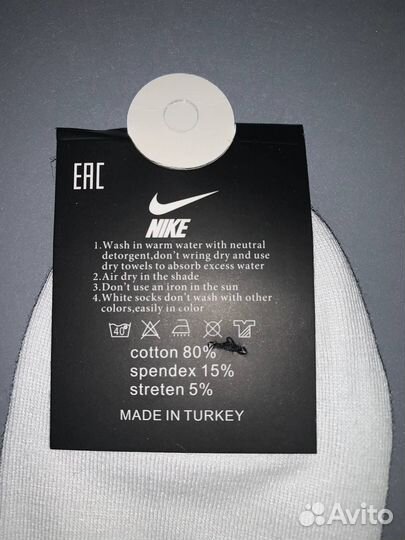 EAC
NIKE
1.Wash in warm water with neutral
detorgent,don't wring dry and use
dry towels to absorb excess water
2.Air dry in the shade
3.Don't use an iron in the sun
4.White socks don't wash with other
colors,easily in color
40°
cotton 80%
spendex 15%
streten 5%
MADE IN TURKEY
Avito